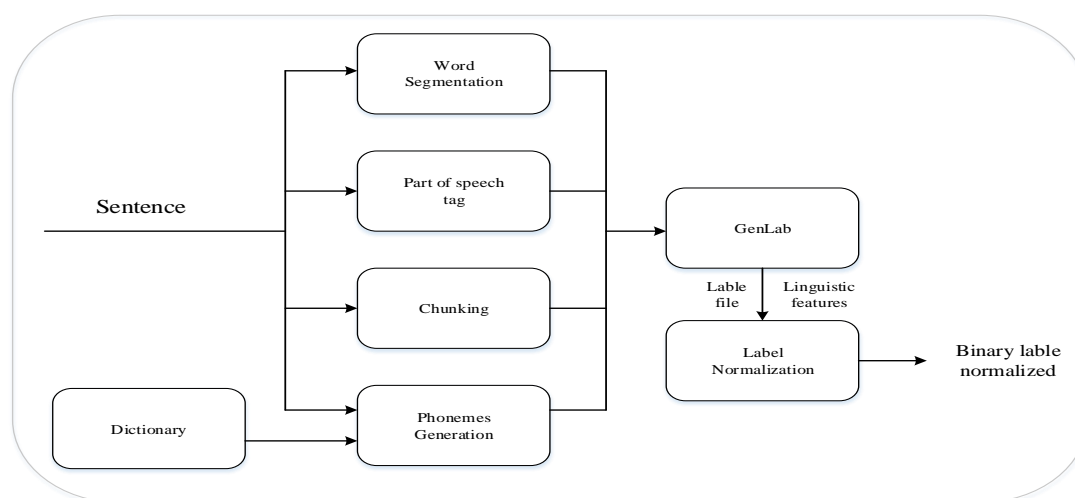 Word
Segmentation
Part of speech
tag
Sentence
GenLab
Lable
file
Linguistic
features
Chunking
Label
Normalization
Binary lable
normalized
Dictionary
Phonemes
Generation